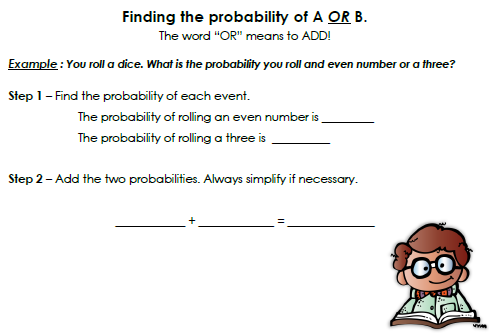 Finding the probability of A OR B.
The word “OR” means to ADD!
Example : You roll a dice. What is the probability you roll and even number or a three?
Step 1 – Find the probability of each event.
The probability of rolling an even number is ________
The probability of rolling a three is _________
Step 2 – Add the two probabilities. Always simplify if necessary.
___________ + ____________ = ______________